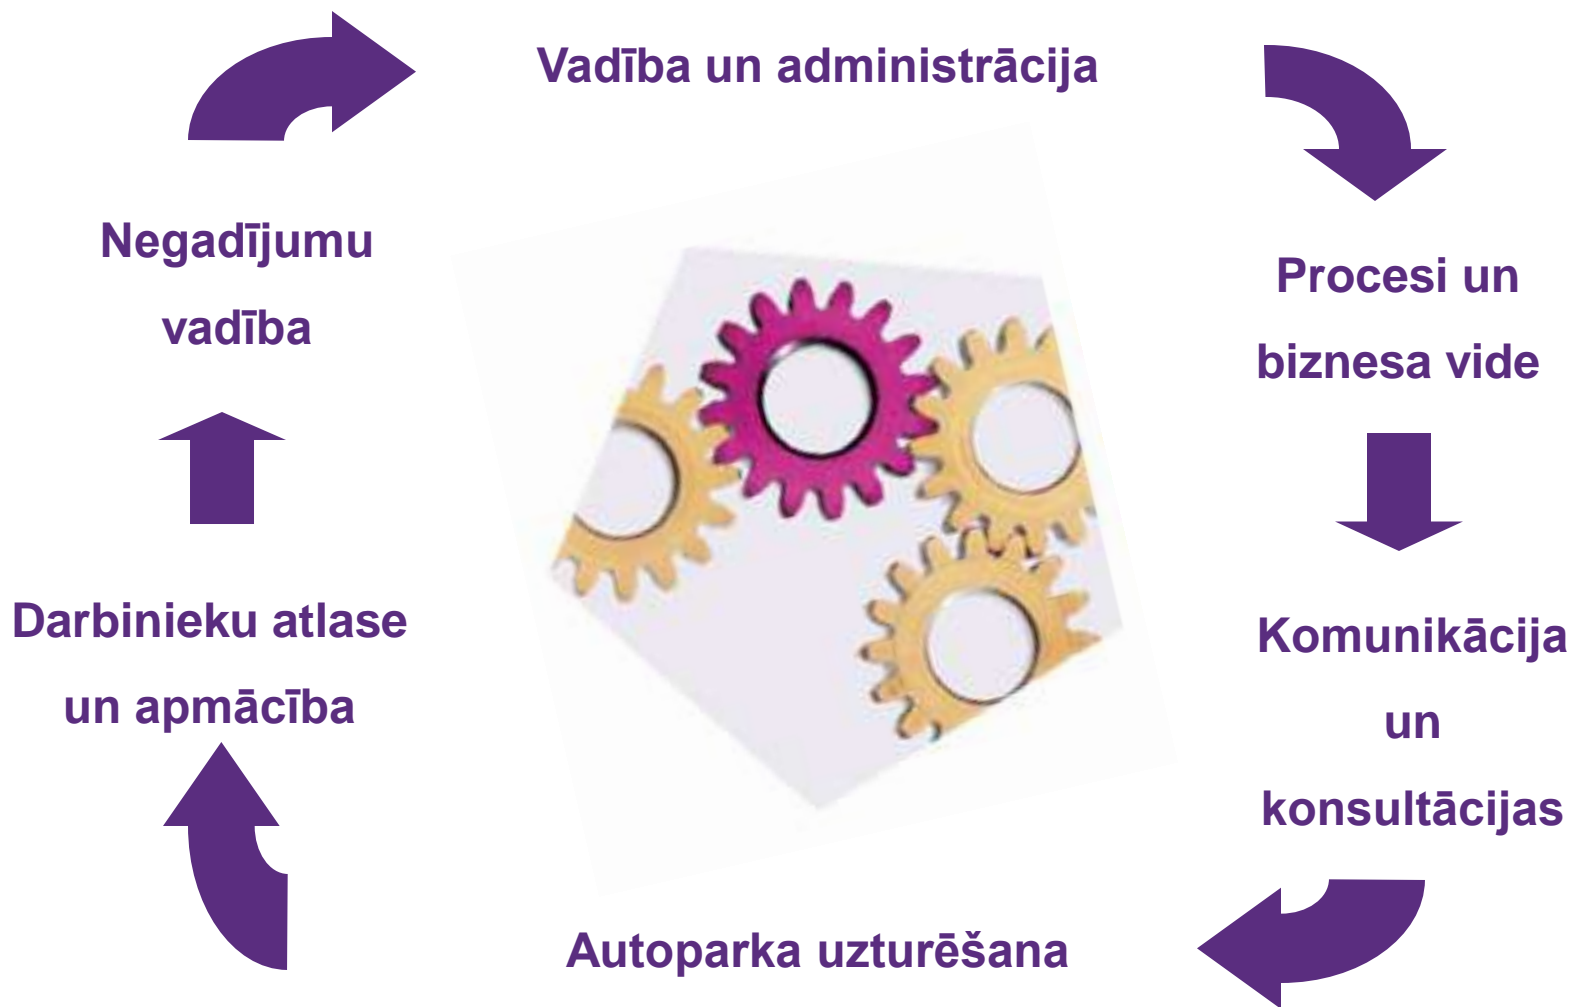 Vadība un administrācija
Procesi un
biznesa vide
Komunikācija
un
konsultācijas
Autoparka uzturēšana
Darbinieku atlase
un apmācība
Negadījumu
vadība